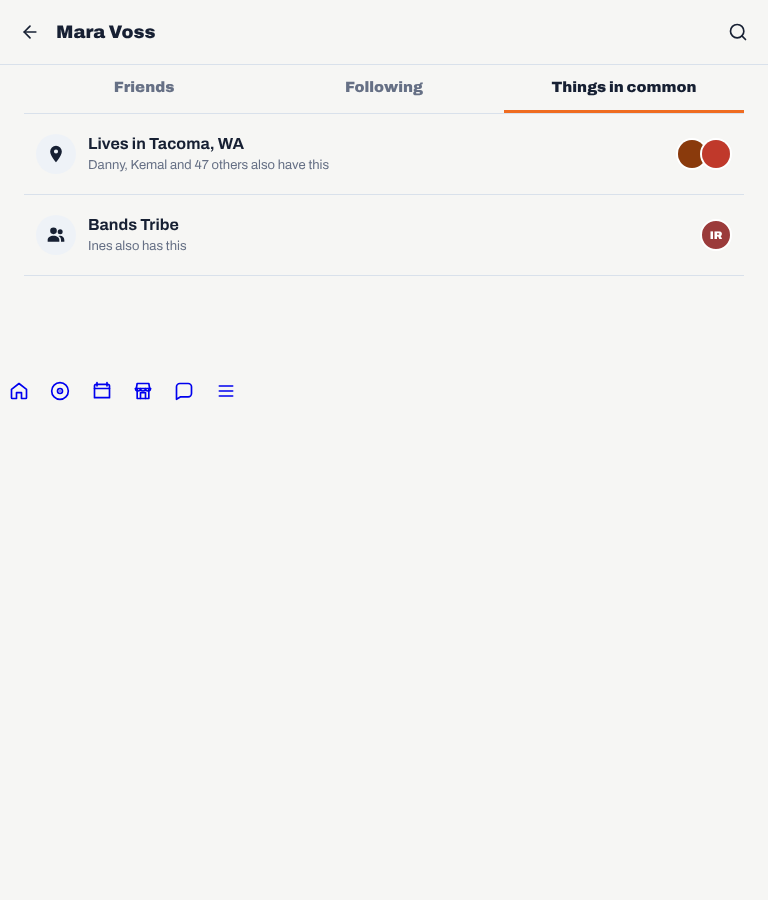 Mara Voss
Friends
Following
Things in common
Lives in Tacoma, WA
Danny, Kemal and 47 others also have this
Bands Tribe
Ines also has this
IR